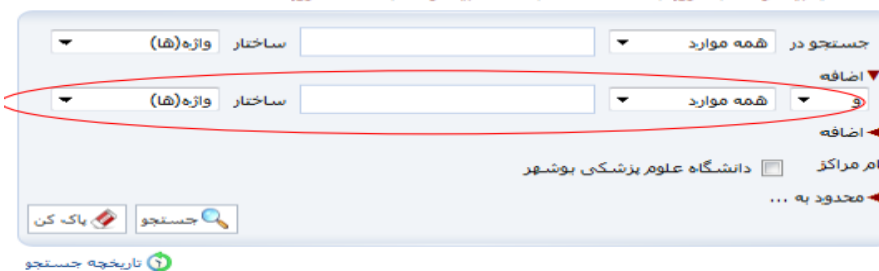 جستجو در همه موارد ساختار واژه(ها)
اضافه
و همه موارد ساختار واژه(ها)
اضافه
ام مراکز دانشگاه علوم پزشکی بوشهر
محدود به ...
جستجو پاک کن
تاریخچه جستجو